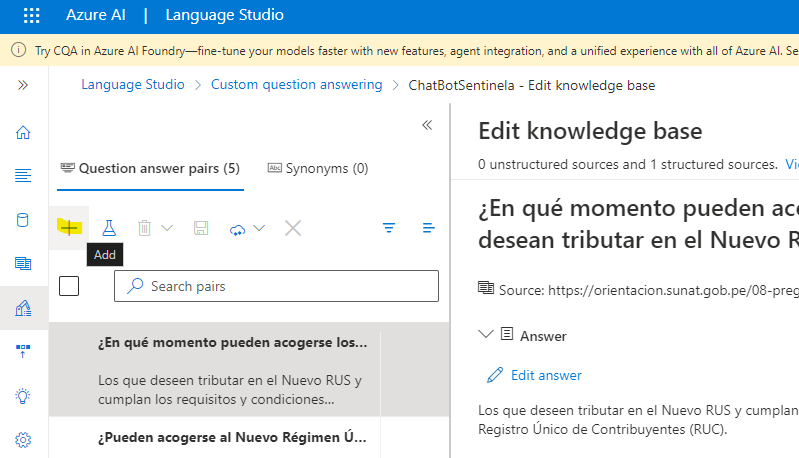 Azure AI | Language Studio
Try CQA in Azure AI Foundry—fine-tune your models faster with new features, agent integration, and a unified experience with all of Azure AI. Se
Language Studio > Custom question answering > ChatBotSentinela - Edit knowledge base
Question answer pairs (5)
Synonyms (0)
Add
Search pairs
¿En qué momento pueden acogerse los...
Los que deseen tributar en el Nuevo RUS y
cumplan los requisitos y condiciones...
¿Pueden acogerse al Nuevo Régimen Ú...
Edit knowledge base
0 unstructured sources and 1 structured sources. Vi
¿En qué momento pueden aco
desean tributar en el Nuevo R
Source: https://orientacion.sunat.gob.pe/08-preg
Answer
Edit answer
Los que deseen tributar en el Nuevo RUS y cumplan
Registro Único de Contribuyentes (RUC).